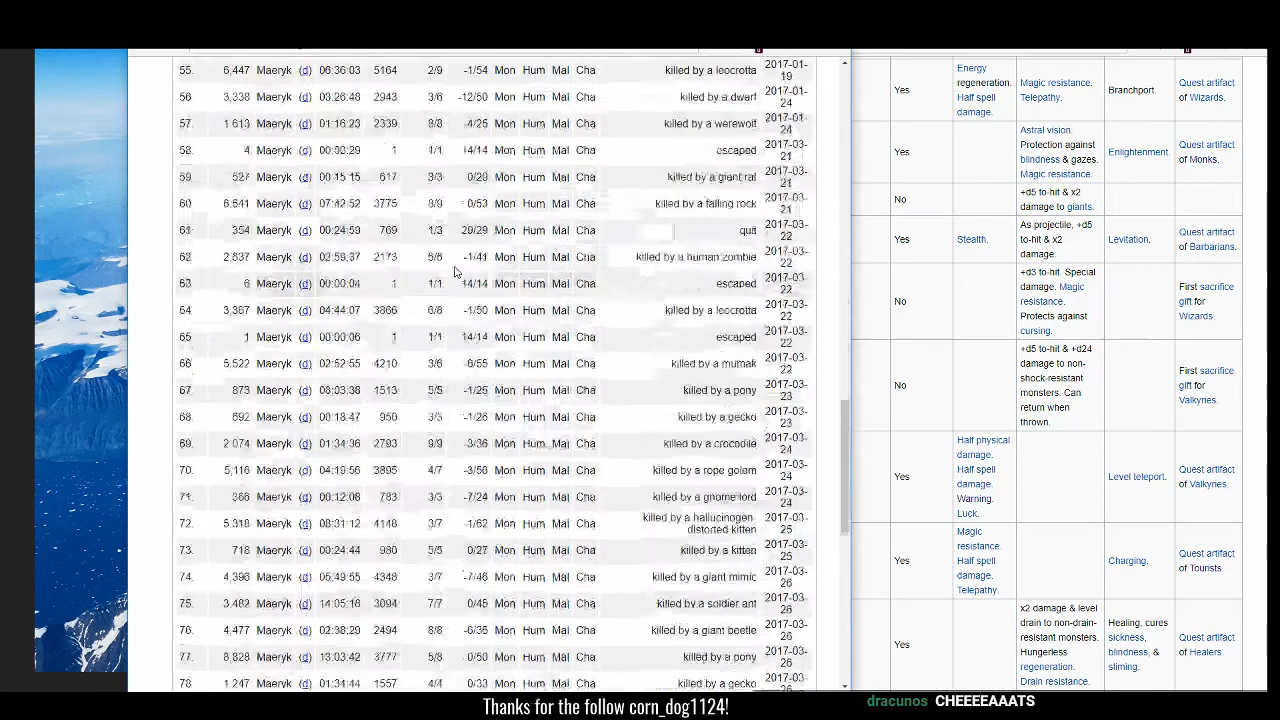 55. 6,447 Maeryk (d) 06:36:03 5164 2/9 -1/54 Mon Hum Mal Cha killed by a leocrotta 2017-01-19
56 3,338 Maeryk (d) 2943 3/6 -12/50 Mon Hum Mal Cha killed by a dwarf 2017-01-24
57. 1 613 Maeryk (d) 01:16:23 2339 8/8 -4/25 Mon Hum Mal Cha killed by a werewolf 2017-01-24
58. 4 Maeryk (d) 00:00:29 1 1/1 14/14 Mon Hum Mal Cha escaped 2017-03-21
59 527 Maeryk (d) 00:15:15 617 3/3 0/20 Mon Hum Mal Cha killed by a giant rat 2017-03-21
60. 6,541 Maeryk (d) 07:42:52 3775 0/53 Mon Hum Mal Cha killed by a falling rock 2017-03-21
61. 354 Maeryk (d) 00:24:59 769 1/3 29/29 Mon Hum Mal Cha quit 2017-03-22
62 2,837 Maeryk (d) 02:59:37 2173 -1/41 Mon Hum Mal Cha killed by a human zombie 2017-03-22
63. 6 Maeryk (d) 00:00:04 1 1/1 14/14 Mon Hum Mal Cha escaped 2017-03-22
64 3,367 Maeryk (d) 04:44:07 3866 6/8 -1/50 Mon Hum Mal Cha killed by a leocrotta 2017-03-22
65. 1 Maeryk (d) 00:00:06 1 1/1 14/14 Mon Hum Mal Cha escaped 2017-03-22
66 5,522 Maeryk (d) 02:52:55 4210 3/6 Mon Hum Mal Cha killed by a mumak 2017-03-22
67. 873 Maeryk (d) 1513 5/5 Mon Hum Mal Cha killed by a pony 2017-03-23
68. 692 Maeryk (d) 00:18:47 950 -1/26 Mon Hum Mal Cha killed by a gecko 2017-03-23
69. 2 074 Maeryk (d) 01:34:36 2793 9/9 -3/36 Mon Hum Mal Cha killed by a crocodile 2017-03-24
70. 5,116 Maeryk (d) 04:19:56 3895 4/7 -3/56 Mon Hum Mal Cha killed by a rope golem 2017-03-24
71. 366 Maeryk (d) 00:12:08 783 3/3 -7/24 Mon Hum Mal Cha killed by a gnome lord 2017-03-24
72. 5,318 Maeryk (d) 08:31:12 4148 3/7 -1/62 Mon Hum Mal Cha killed by a hallucinogen-distorted kitten 2017-03-25
73. 718 Maeryk (d) 00:24:44 980 5/5 0/27 Mon Hum Mal Cha killed by a kitten 2017-03-25
74. 4,396 Maeryk (d) 05:49:55 4348 3/7 -7/46 Mon Hum Mal Cha killed by a giant mimic 2017-03-26
75. 3,482 Maeryk (d) 14:05:16 3094 7/7 0/45 Mon Hum Mal Cha killed by a soldier ant 2017-03-26
76. 4,477 Maeryk (d) 02:38:29 2494 8/8 Mon Hum Mal Cha killed by a giant beetle 2017-03-26
77. 8,828 Maeryk (d) 13:03:42 3777 5/8 0/50 Mon Hum Mal Cha killed by a pony 2017-03-26
78 1,247 Maeryk (d) 01:34:44 1557 4/4 0/33 Mon Hum Mal Cha killed by a gecko 2017-03-26
Yes Energy regeneration. Half spell damage. Magic resistance. Telepathy. Branchport. Quest artifact of Wizards.
Yes Astral vision. Protection against blindness & gazes. Magic resistance. Enlightenment. Quest artifact of Monks.
No +d5 to-hit & x2 damage to giants.
Yes Stealth. As projectile, +d5 to-hit & x2 damage. Levitation. Quest artifact of Barbarians.
No +d3 to-hit. Special damage. Magic resistance. Protects against cursing. First sacrifice gift for Wizards.
No +d5 to-hit & +d24 damage to non-shock-resistant monsters. Can return when thrown. First sacrifice gift for Valkyries.
Yes Half physical damage. Half spell damage. Warning. Luck. Level teleport. Quest artifact of Valkyries.
Yes Magic resistance. Half spell damage. Telepathy. Charging. Quest artifact of Tourists.
Yes x2 damage & level drain to non-drain-resistant monsters. Hungerless regeneration. Drain resistance. Healing, cures sickness, blindness, & sliming. Quest artifact of Healers.
Thanks for the follow corn_dog1124!
dracunos CHEEEEAAATS